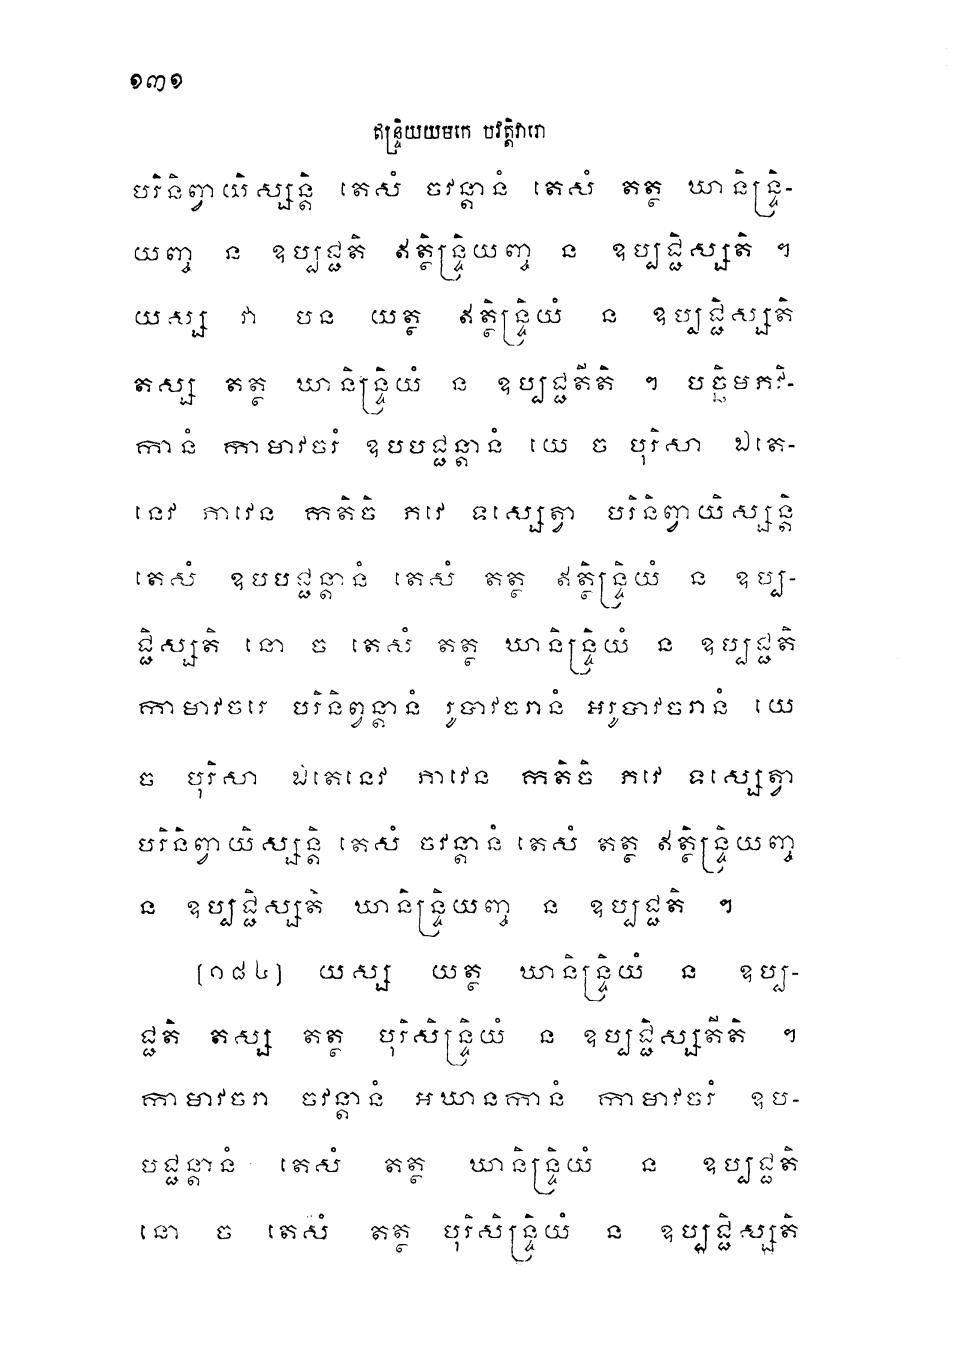 ១៣១
ឥន្ទ្រិយយមកេ បវត្តិវារោ
បរិនិព្វាយិស្សន្តិ តេសំ ចវន្តានំ តេសំ តត្ថ ឃានិន្ទ្រិ-
យញ្ច ន ឧប្បជ្ជតិ ឥត្ថិន្ទ្រិយញ្ច ន ឧប្បជ្ជិស្សតិ ។
យស្ស វា បន យត្ថ ឥត្ថិន្ទ្រិយំ ន ឧប្បជ្ជិស្សតិ
តស្ស តត្ថ ឃានិន្ទ្រិយំ ន ឧប្បជ្ជតីតិ ។ បច្ឆិមភវិ-
កានំ កាមាវចរំ ឧបបជ្ជន្តានំ យេ ច បុរិសា ឯតេ-
នេវ ភាវេន កតិចិ ភវេ ទស្សេត្វា បរិនិព្វាយិស្សន្តិ
តេសំ ឧបបជ្ជន្តានំ តេសំ តត្ថ ឥត្ថិន្ទ្រិយំ ន ឧប្ប-
ជ្ជិស្សតិ នោ ច តេសំ តត្ថ ឃានិន្ទ្រិយំ ន ឧប្បជ្ជតិ
កាមាវចរេ បរិនិព្វន្តានំ រូបាវចរានំ អរូបាវចរានំ យេ
ច បុរិសា ឯតេនេវ ភាវេន កតិចិ ភវេ ទស្សេត្វា
បរិនិព្វាយិស្សន្តិ តេសំ ចវន្តានំ តេសំ តត្ថ ឥត្ថិន្ទ្រិយញ្ច
ន ឧប្បជ្ជិស្សតិ ឃានិន្ទ្រិយញ្ច ន ឧប្បជ្ជតិ ។
[១៨៤] យស្ស យត្ថ ឃានិន្ទ្រិយំ ន ឧប្ប-
ជ្ជតិ តស្ស តត្ថ បុរិសិន្ទ្រិយំ ន ឧប្បជ្ជិស្សតីតិ ។
កាមាវចរា ចវន្តានំ អឃានកានំ កាមាវចរំ ឧប-
បជ្ជន្តានំ តេសំ តត្ថ ឃានិន្ទ្រិយំ ន ឧប្បជ្ជតិ
នោ ច តេសំ តត្ថ បុរិសិន្ទ្រិយំ ន ឧប្បជ្ជិស្សតិ